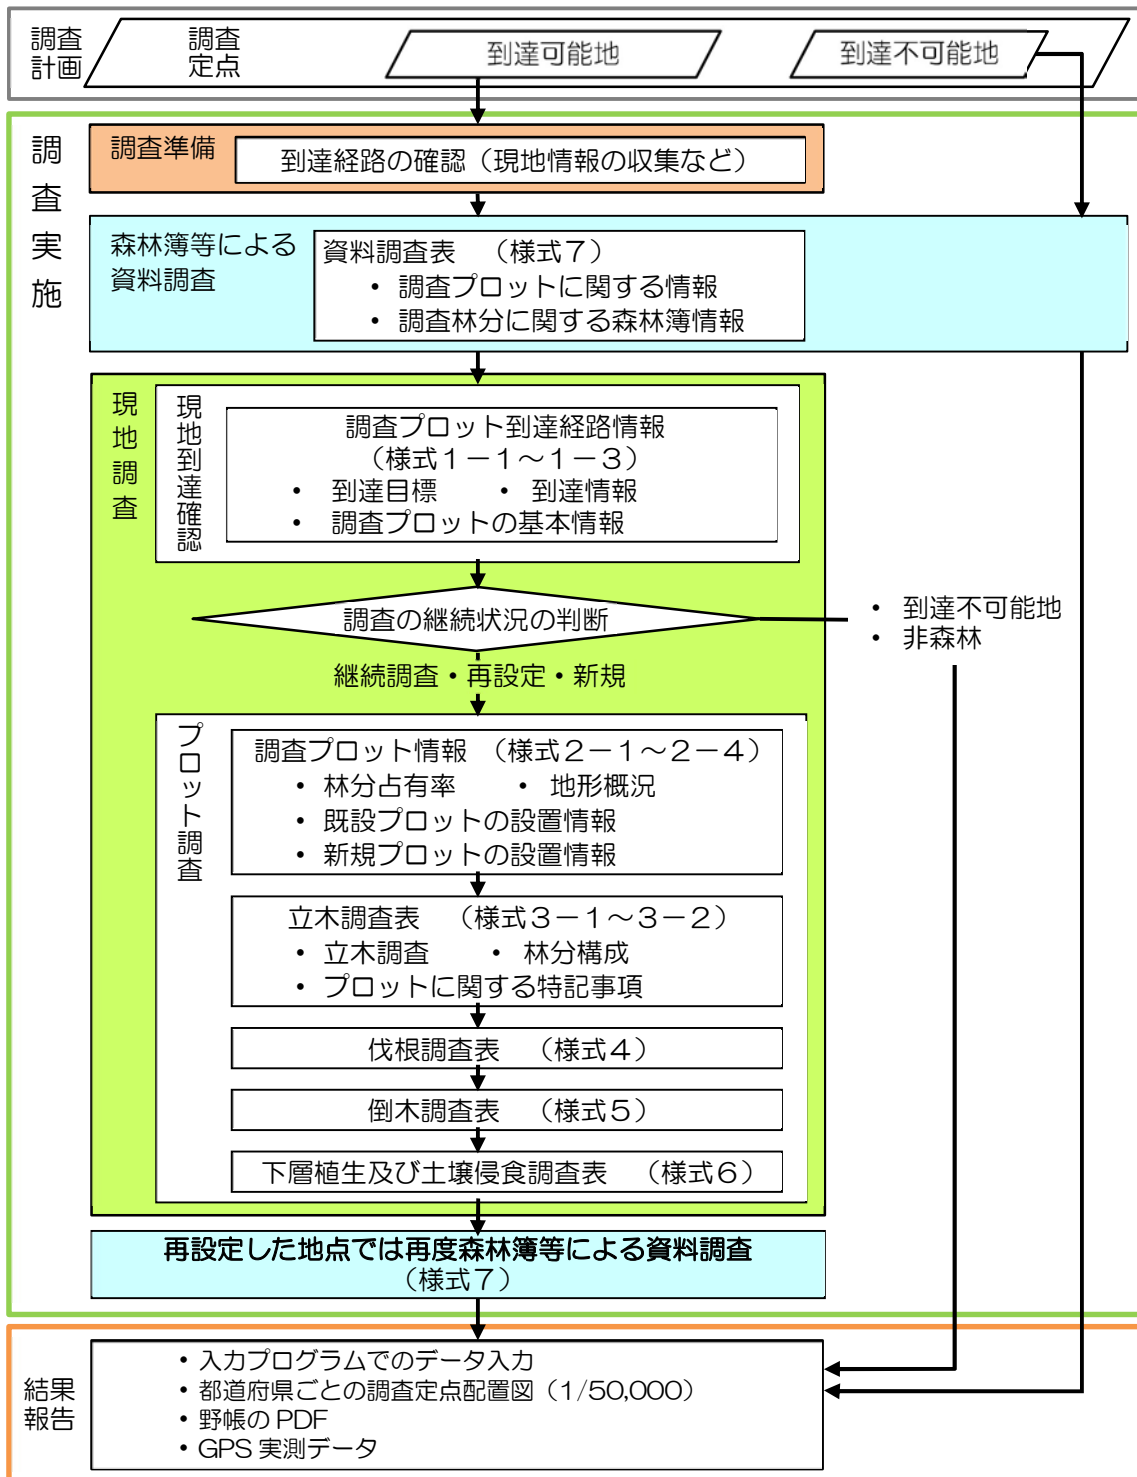 調査
計画
調査
定点
到達可能地
到達不可能地
調査実施
調査準備
到達経路の確認（現地情報の収集など）
森林簿等による
資料調査
資料調査表　（様式７）
・ 調査プロットに関する情報
・ 調査林分に関する森林簿情報
現地調査
現地到達確認
調査プロット到達経路情報
（様式１－１～１－３）
・ 到達目標　・ 到達情報
・ 調査プロットの基本情報
調査の継続状況の判断
・ 到達不可能地
・ 非森林
継続調査・再設定・新規
プロット調査
調査プロット情報　（様式２－１～２－４）
・ 林分占有率　・ 地形概況
・ 既設プロットの設置情報
・ 新規プロットの設置情報
立木調査表　（様式３－１～３－２）
・ 立木調査　・ 林分構成
・ プロットに関する特記事項
伐根調査表　（様式４）
倒木調査表　（様式５）
下層植生及び土壌侵食調査表　（様式６）
再設定した地点では再度森林簿等による資料調査
（様式７）
結果
報告
・ 入力プログラムでのデータ入力
・ 都道府県ごとの調査定点配置図（1/50,000）
・ 野帳の PDF
・ GPS 実測データ